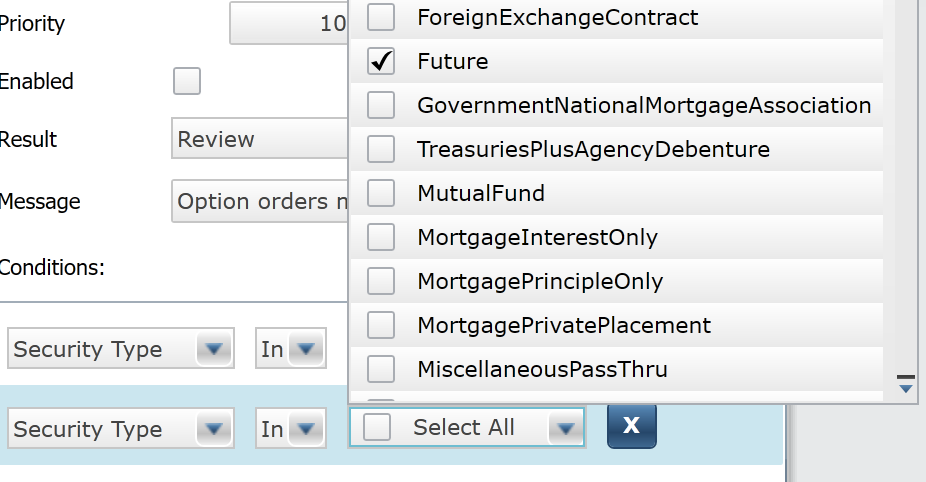 Priority 10
Enabled
Result Review
Message Option orders
Conditions:
ForeignExchangeContract
Future
GovernmentNationalMortgageAssociation
TreasuriesPlusAgencyDebenture
MutualFund
MortgageInterestOnly
MortgagePrincipleOnly
MortgagePrivatePlacement
MiscellaneousPassThru
Security Type In
Security Type In Select All X